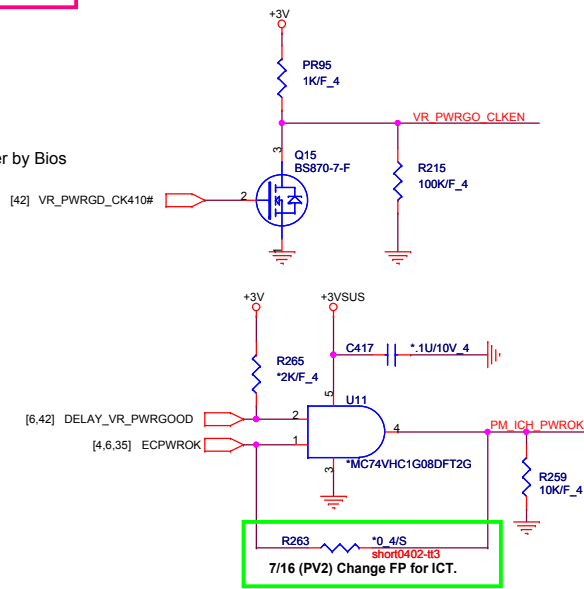 +3V
PR95
1K/F_4
VR_PWRGO_CLKEN
er by Bios
3
Q15
BS870-7-F
R215
100K/F_4
[42] VR_PWRGD_CK410#
2
1
+3V
+3VSUS
C417
*.1U/10V_4
R265
*2K/F_4
5
U11
[6,42] DELAY_VR_PWRGOOD
2
4
PM_ICH_PWROK
[4,6,35] ECPWROK
1
*MC74VHC1G08DFT2G
3
R259
10K/F_4
R263
*0_4/S
short0402-tt3
7/16 (PV2) Change FP for ICT.